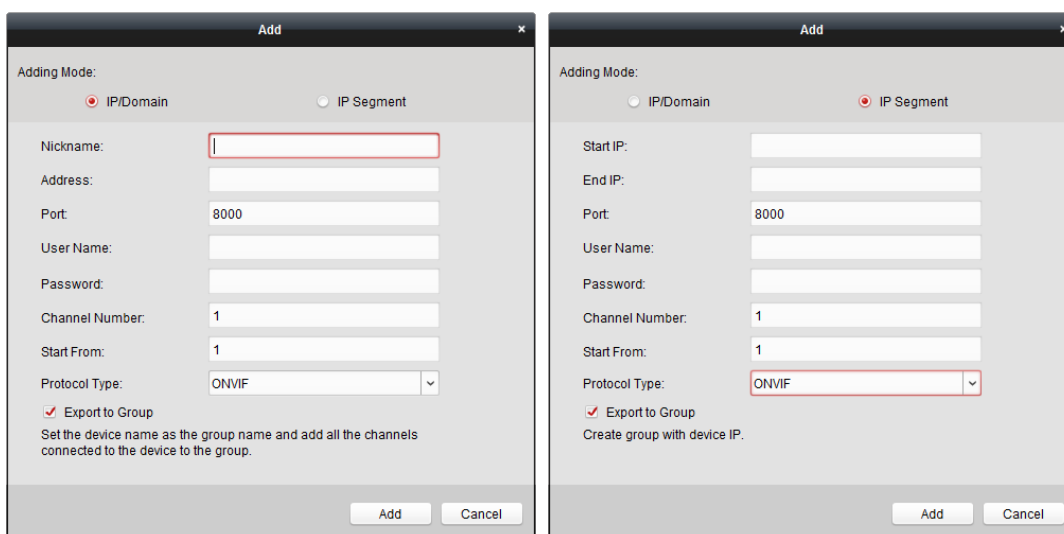 Add
×
Adding Mode:
IP/Domain
IP Segment
Nickname:
Address:
Port: 8000
User Name:
Password:
Channel Number: 1
Start From: 1
Protocol Type: ONVIF
Export to Group
Set the device name as the group name and add all the channels
connected to the device to the group.
Add
Cancel
Add
×
Adding Mode:
IP/Domain
IP Segment
Start IP:
End IP:
Port: 8000
User Name:
Password:
Channel Number: 1
Start From: 1
Protocol Type: ONVIF
Export to Group
Create group with device IP.
Add
Cancel